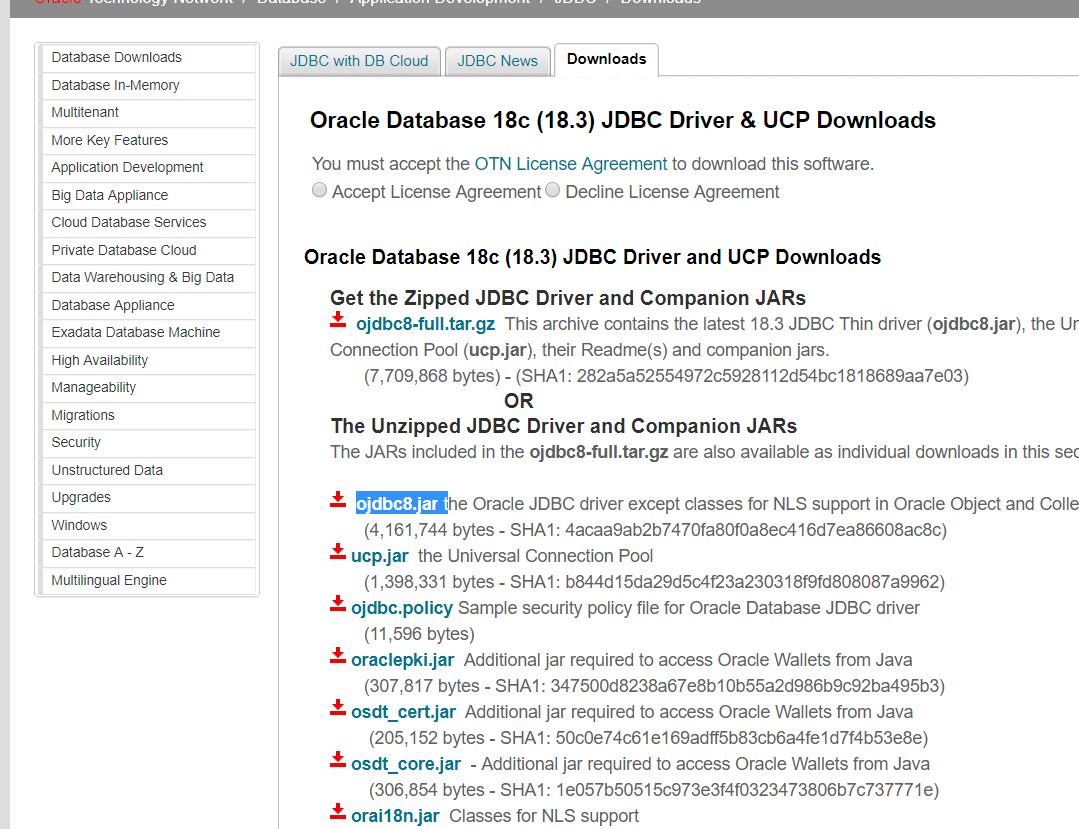 Oracle Technology Network / Database / Application Development / JDBC / Downloads
Database Downloads
Database In-Memory
Multitenant
More Key Features
Application Development
Big Data Appliance
Cloud Database Services
Private Database Cloud
Data Warehousing & Big Data
Database Appliance
Exadata Database Machine
High Availability
Manageability
Migrations
Security
Unstructured Data
Upgrades
Windows
Database A - Z
Multilingual Engine
JDBC with DB Cloud
JDBC News
Downloads
Oracle Database 18c (18.3) JDBC Driver & UCP Downloads
You must accept the OTN License Agreement to download this software.
Accept License Agreement Decline License Agreement
Oracle Database 18c (18.3) JDBC Driver and UCP Downloads
Get the Zipped JDBC Driver and Companion JARs
ojdbc8-full.tar.gz This archive contains the latest 18.3 JDBC Thin driver (ojdbc8.jar), the Un
Connection Pool (ucp.jar), their Readme(s) and companion jars.
(7,709,868 bytes) - (SHA1: 282a5a52554972c5928112d54bc1818689aa7e03)
OR
The Unzipped JDBC Driver and Companion JARs
The JARs included in the ojdbc8-full.tar.gz are also available as individual downloads in this sec
ojdbc8.jar the Oracle JDBC driver except classes for NLS support in Oracle Object and Colle
(4,161,744 bytes - SHA1: 4acaa9ab2b7470fa80f0a8ec416d7ea86608ac8c)
ucp.jar the Universal Connection Pool
(1,398,331 bytes - SHA1: b844d15da29d5c4f23a230318f9fd808087a9962)
ojdbc.policy Sample security policy file for Oracle Database JDBC driver
(11,596 bytes)
oraclepki.jar Additional jar required to access Oracle Wallets from Java
(307,817 bytes - SHA1: 347500d8238a67e8b10b55a2d986b9c92ba495b3)
osdt_cert.jar Additional jar required to access Oracle Wallets from Java
(205,152 bytes - SHA1: 50c0e74c61e169adff5b83cb6a4fe1d7f4b53e8e)
osdt_core.jar - Additional jar required to access Oracle Wallets from Java
(306,854 bytes - SHA1: 1e057b50515c973e3f4f0323473806b7c737771e)
orai18n.jar Classes for NLS support